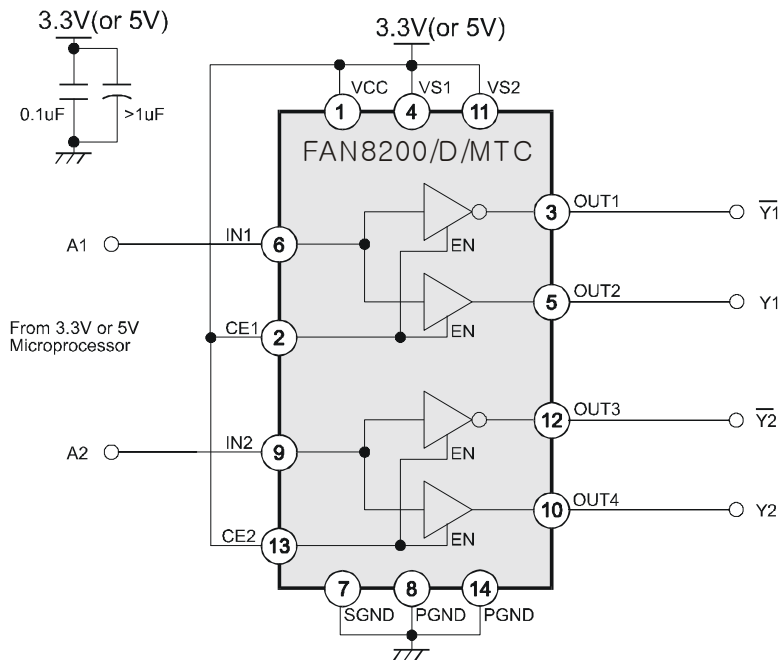 3.3V(or 5V)
0.1uF
>1uF
3.3V(or 5V)
VCC
VS1
VS2
1
4
11
FAN8200/D/MTC
A1
IN1
6
EN
3
OUT1
Y1
EN
5
OUT2
Y1
From 3.3V or 5V
Microprocessor
CE1
2
A2
IN2
9
EN
12
OUT3
Y2
EN
10
OUT4
Y2
CE2
13
7
8
14
SGND
PGND
PGND